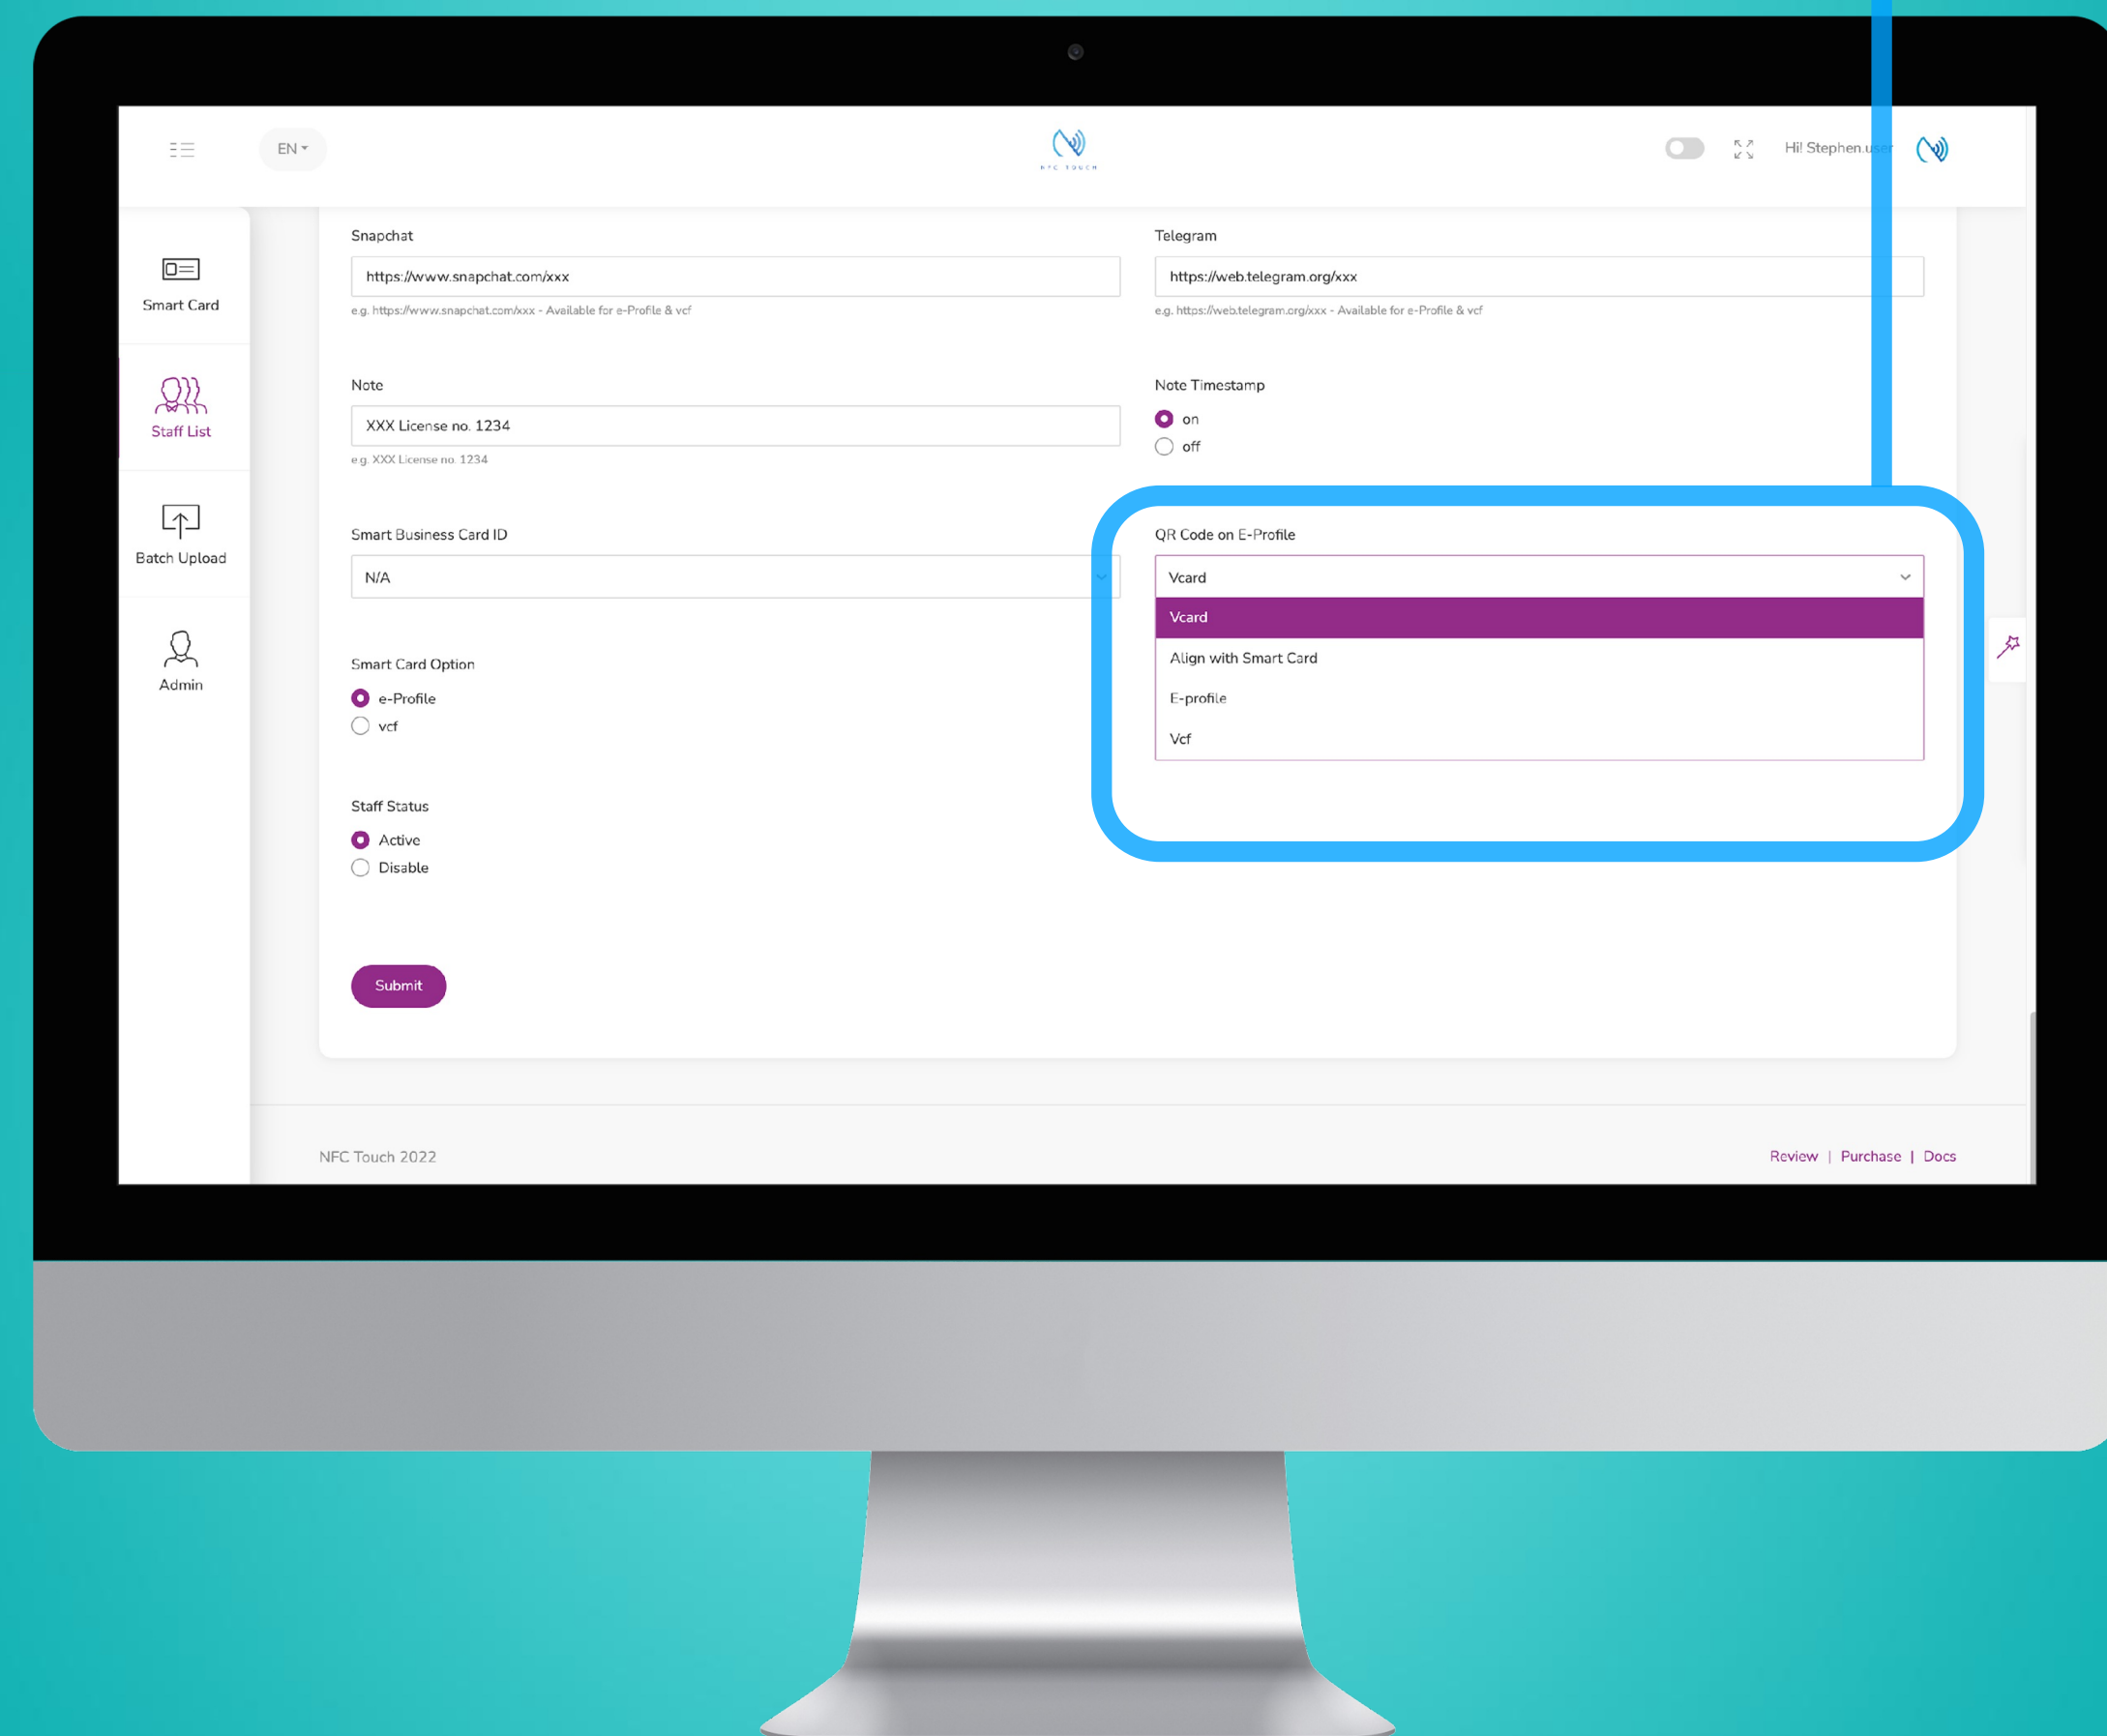 EN
NFC TOUCH
Hi! Stephen.user
Smart Card
Staff List
Batch Upload
Admin
Snapchat
https://www.snapchat.com/xxx
e.g. https://www.snapchat.com/xxx - Available for e-Profile & vcf
Telegram
https://web.telegram.org/xxx
e.g. https://web.telegram.org/xxx - Available for e-Profile & vcf
Note
XXX License no. 1234
e.g. XXX License no. 1234
Note Timestamp
on
off
Smart Business Card ID
N/A
QR Code on E-Profile
Vcard
Vcard
Align with Smart Card
E-profile
Vcf
Smart Card Option
e-Profile
vcf
Staff Status
Active
Disable
Submit
NFC Touch 2022
Review | Purchase | Docs